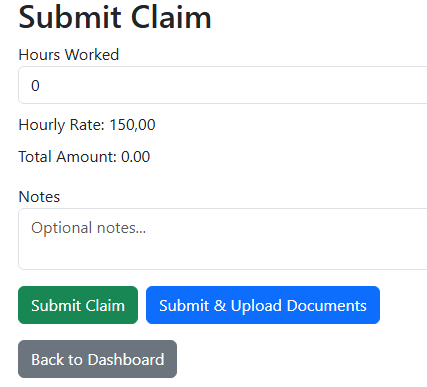 Submit Claim
Hours Worked
0
Hourly Rate: 150,00
Total Amount: 0.00
Notes
Optional notes...
Submit Claim Submit & Upload Documents
Back to Dashboard